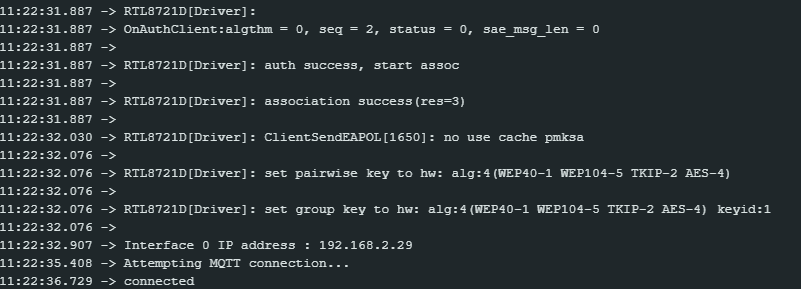 11:22:31.887 -> RTL8721D[Driver]:
11:22:31.887 -> OnAuthClient:algthm = 0, seq = 2, status = 0, sae_msg_len = 0
11:22:31.887 ->
11:22:31.887 -> RTL8721D[Driver]: auth success, start assoc
11:22:31.887 ->
11:22:31.887 -> RTL8721D[Driver]: association success(res=3)
11:22:31.887 ->
11:22:32.030 -> RTL8721D[Driver]: ClientSendEAPOL[1650]: no use cache pmksa
11:22:32.076 ->
11:22:32.076 -> RTL8721D[Driver]: set pairwise key to hw: alg:4(WEP40-1 WEP104-5 TKIP-2 AES-4)
11:22:32.076 ->
11:22:32.076 -> RTL8721D[Driver]: set group key to hw: alg:4(WEP40-1 WEP104-5 TKIP-2 AES-4) keyid:1
11:22:32.076 ->
11:22:32.907 -> Interface 0 IP address : 192.168.2.29
11:22:35.408 -> Attempting MQTT connection...
11:22:36.729 -> connected